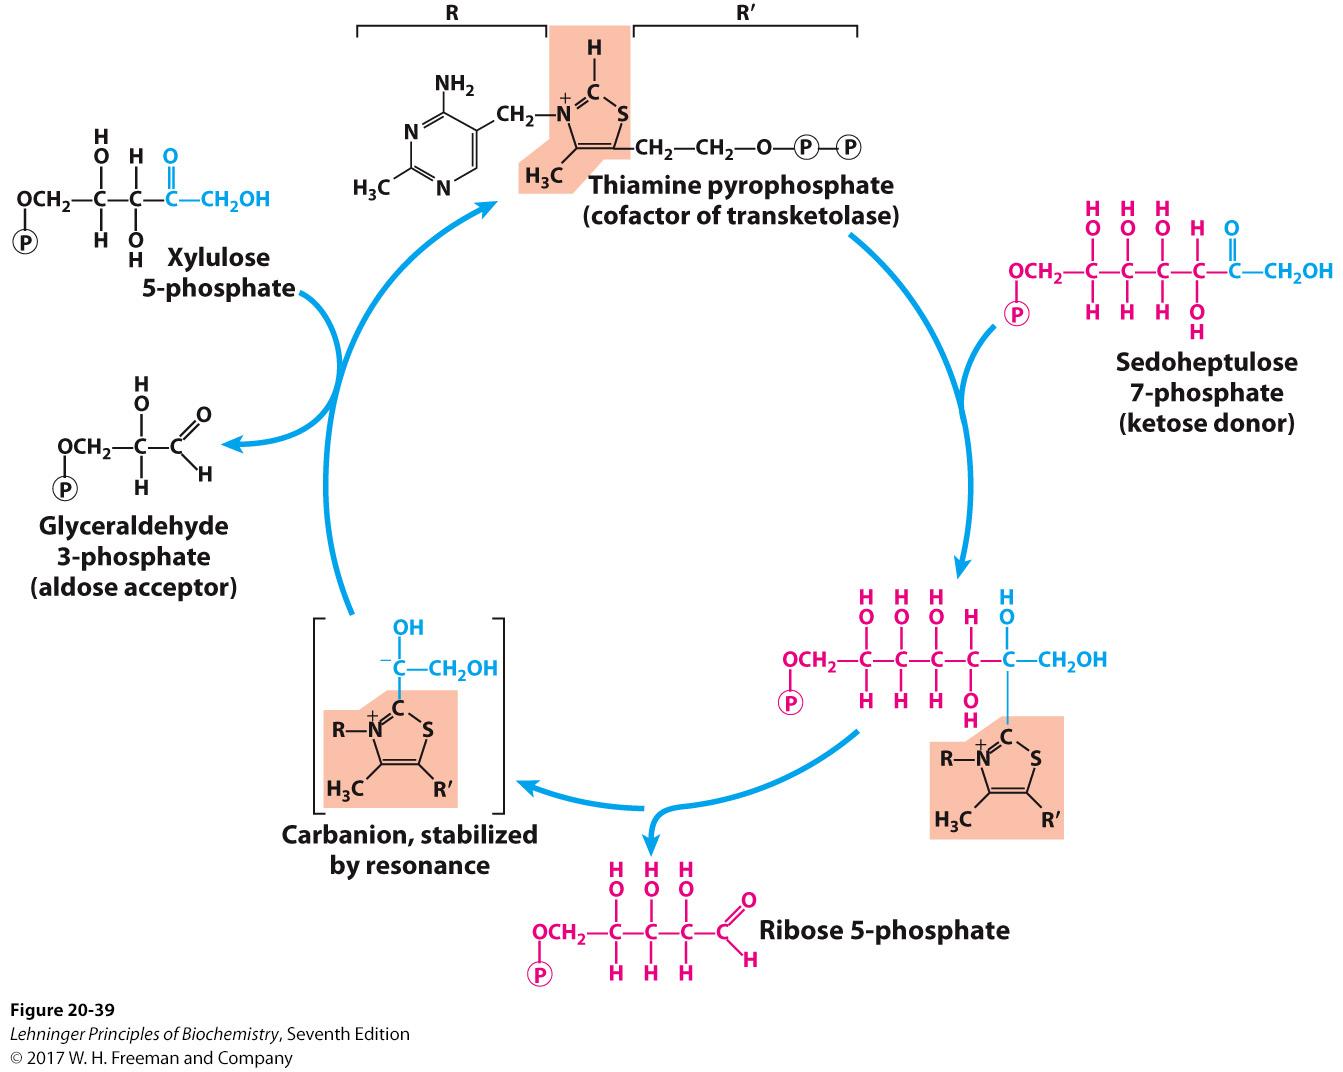 R
R′
H
NH₂
C
N
CH₂
N
+
S
CH₂
CH₂
O
P
P
H₃C
N
H₃C
Thiamine pyrophosphate
(cofactor of transketolase)
H
O
H
O
OCH₂
C
C
C
CH₂OH
P
H
O
H
Xylulose
5-phosphate
H
H
H
O
O
O
H
O
OCH₂
C
C
C
C
C
CH₂OH
P
H
H
H
O
H
Sedoheptulose
7-phosphate
(ketose donor)
H
O
O
OCH₂
C
C
P
H
H
Glyceraldehyde
3-phosphate
(aldose acceptor)
OH
−
C
CH₂OH
C
+
R
N
S
H₃C
R′
Carbanion, stabilized
by resonance
H
H
H
H
O
O
O
H
O
OCH₂
C
C
C
C
C
CH₂OH
P
H
H
H
O
H
C
+
R
N
S
H₃C
R′
H
H
H
O
O
O
O
OCH₂
C
C
C
C
P
H
H
H
H
Ribose 5-phosphate
Figure 20-39
Lehninger Principles of Biochemistry, Seventh Edition
© 2017 W. H. Freeman and Company